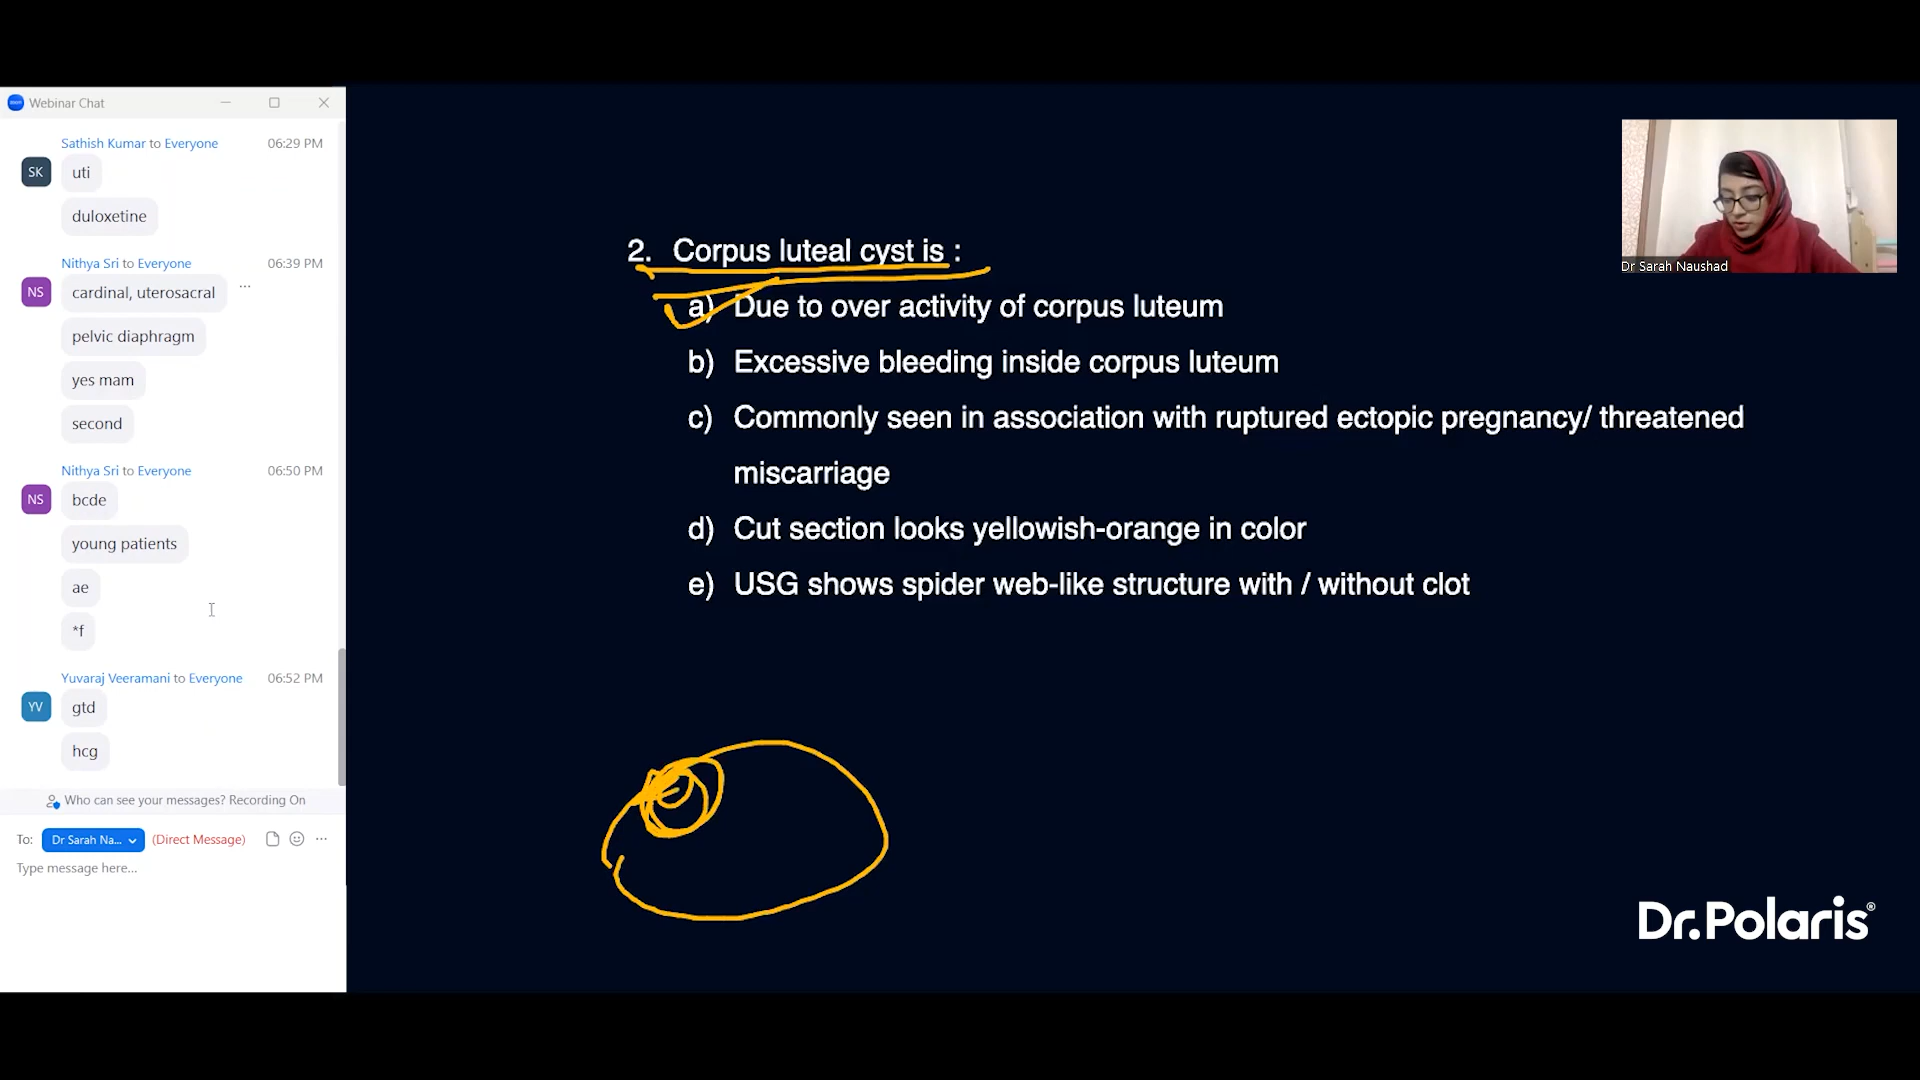 Webinar Chat
Sathish Kumar to Everyone 06:29 PM
SK
uti
duloxetine
Nithya Sri to Everyone 06:39 PM
NS
cardinal, uterosacral
pelvic diaphragm
yes mam
second
Nithya Sri to Everyone 06:50 PM
NS
bcde
young patients
ae
*f
Yuvaraj Veeramani to Everyone 06:52 PM
YV
gtd
hcg
Who can see your messages? Recording On
To: Dr Sarah Na... (Direct Message)
Type message here...
2. Corpus luteal cyst is :
a) Due to over activity of corpus luteum
b) Excessive bleeding inside corpus luteum
c) Commonly seen in association with ruptured ectopic pregnancy/ threatened
miscarriage
d) Cut section looks yellowish-orange in color
e) USG shows spider web-like structure with / without clot
Dr Sarah Naushad
Dr.Polaris®